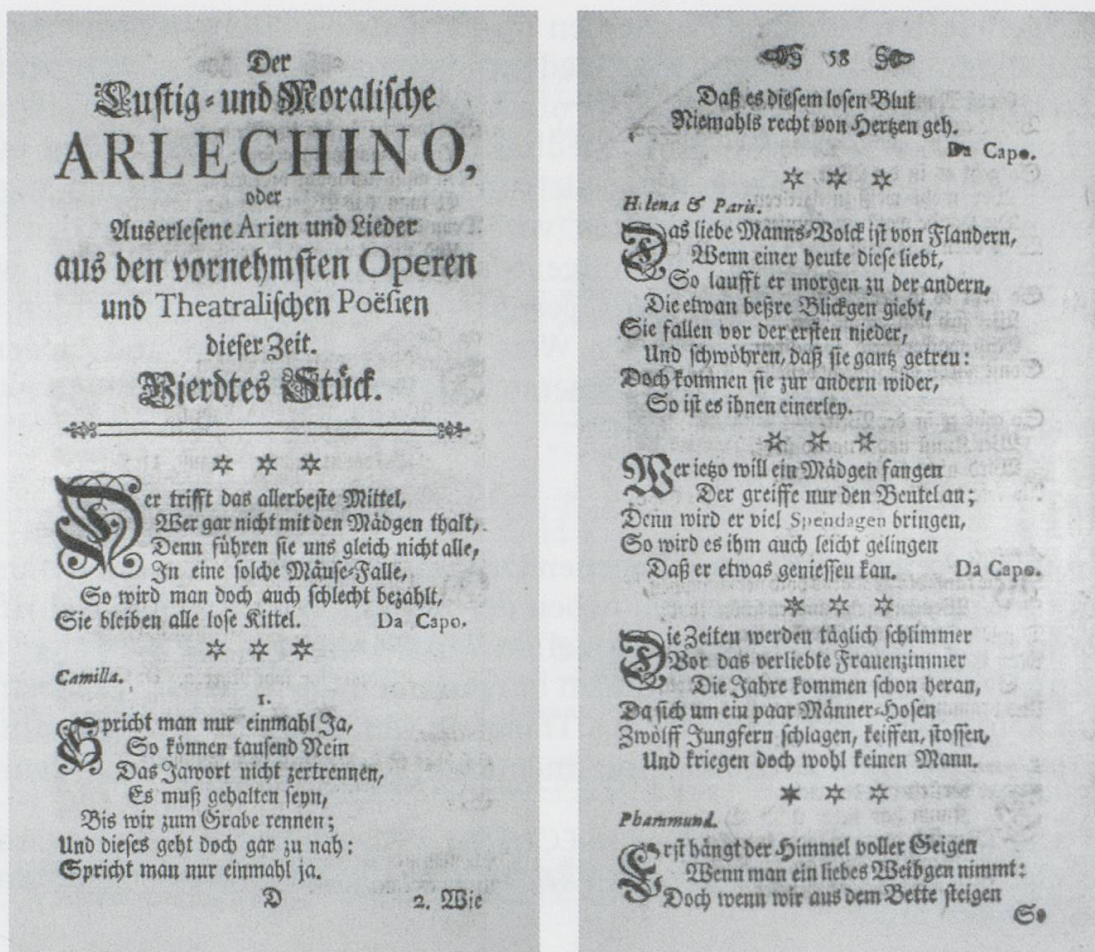 Der
Lustig- und Moralische
ARLECHINO,
oder
Auserlesene Arien und Lieder
aus den vornehmsten Operen
und Theatralischen Poësien
dieser Zeit.
Vierdtes Stück.
Der trifft das allerbeste Mittel,
Wer gar nicht mit den Mädgen thalt,
Denn führen sie uns gleich nicht alle,
In eine solche Mäuse-Falle,
So wird man doch auch schlecht bezahlt,
Sie bleiben alle lose Kittel. Da Capo.
Camilla.
1.
Spricht man nur einmahl Ja,
So können tausend Nein
Das Jawort nicht zertrennen,
Es muß gehalten seyn,
Bis wir zum Grabe rennen;
Und dieses geht doch gar zu nah:
Spricht man nur einmahl ja.
D 2. Wie
58
Daß es diesem losen Blut
Niemahls recht von Hertzen geh.
Da Capo.
Helena & Paris.
Das liebe Manns-Volck ist von Flandern,
Wenn einer heute diese liebt,
So laufft er morgen zu der andern,
Die etwan beßre Blickgen giebt,
Sie fallen vor der ersten nieder,
Und schwöhren, daß sie gantz getreu:
Doch kommen sie zur andern wider,
So ist es ihnen einerley.
Wer ietzo will ein Mädgen fangen
Der greiffe nur den Beutel an;
Denn wird er viel Spendagen bringen,
So wird es ihm auch leicht gelingen
Daß er etwas geniessen kan. Da Capo.
Die Zeiten werden täglich schlimmer
Vor das verliebte Frauenzimmer
Die Jahre kommen schon heran,
Da sich um ein paar Männer-Hosen
Zwölff Jungfern schlagen, keiffen, stossen,
Und kriegen doch wohl keinen Mann.
Pharamund.
Erst hängt der Himmel voller Geigen
Wenn man ein liebes Weibgen nimmt:
Doch wenn wir aus dem Bette steigen
So